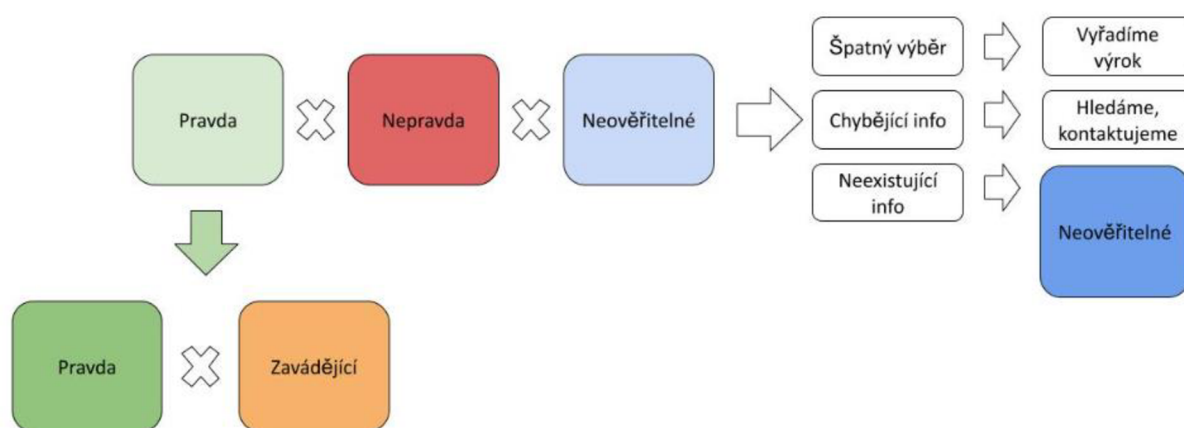 Pravda
Nepravda
Neověřitelné
Špatný výběr
Vyřadíme
výrok
Chybějící info
Hledáme,
kontaktujeme
Neexistující
info
Neověřitelné
Pravda
Zavádějící